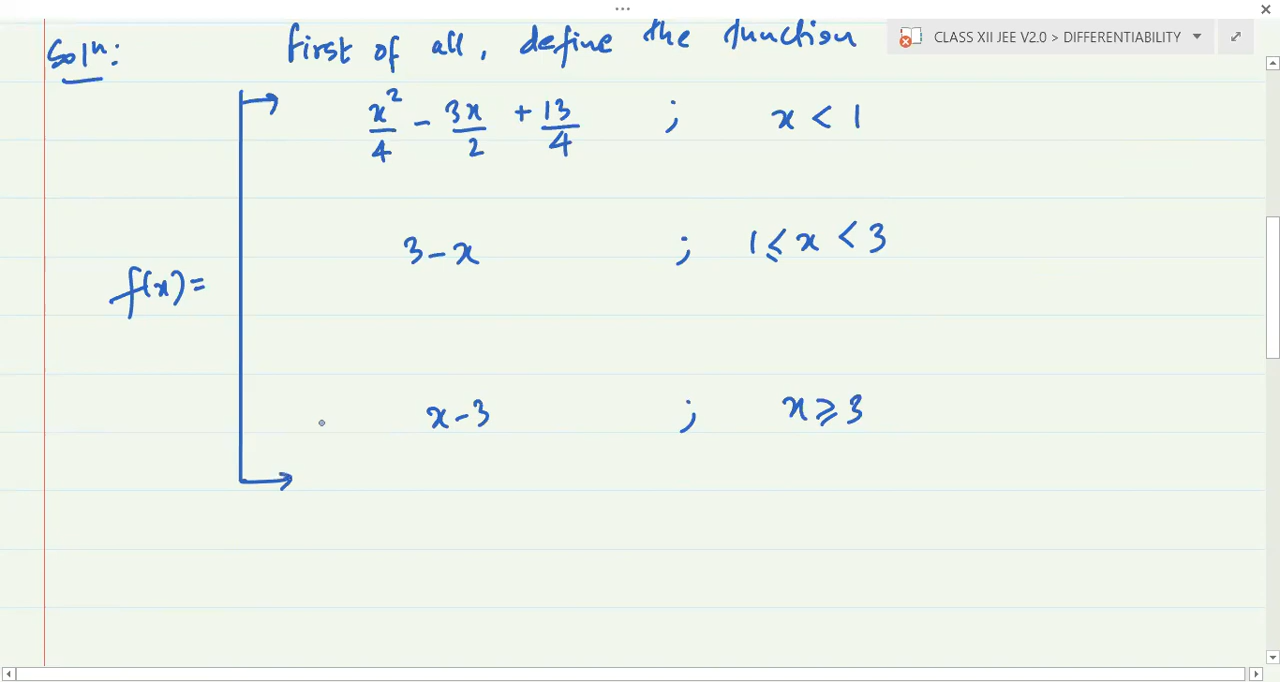 CLASS XII JEE V2.0 > DIFFERENTIABILITY
Solⁿ: first of all, define the function
x²/4 - 3x/2 + 13/4 ; x < 1
3 - x ; 1 ⩽ x < 3
f(x) =
x - 3 ; x ⩾ 3